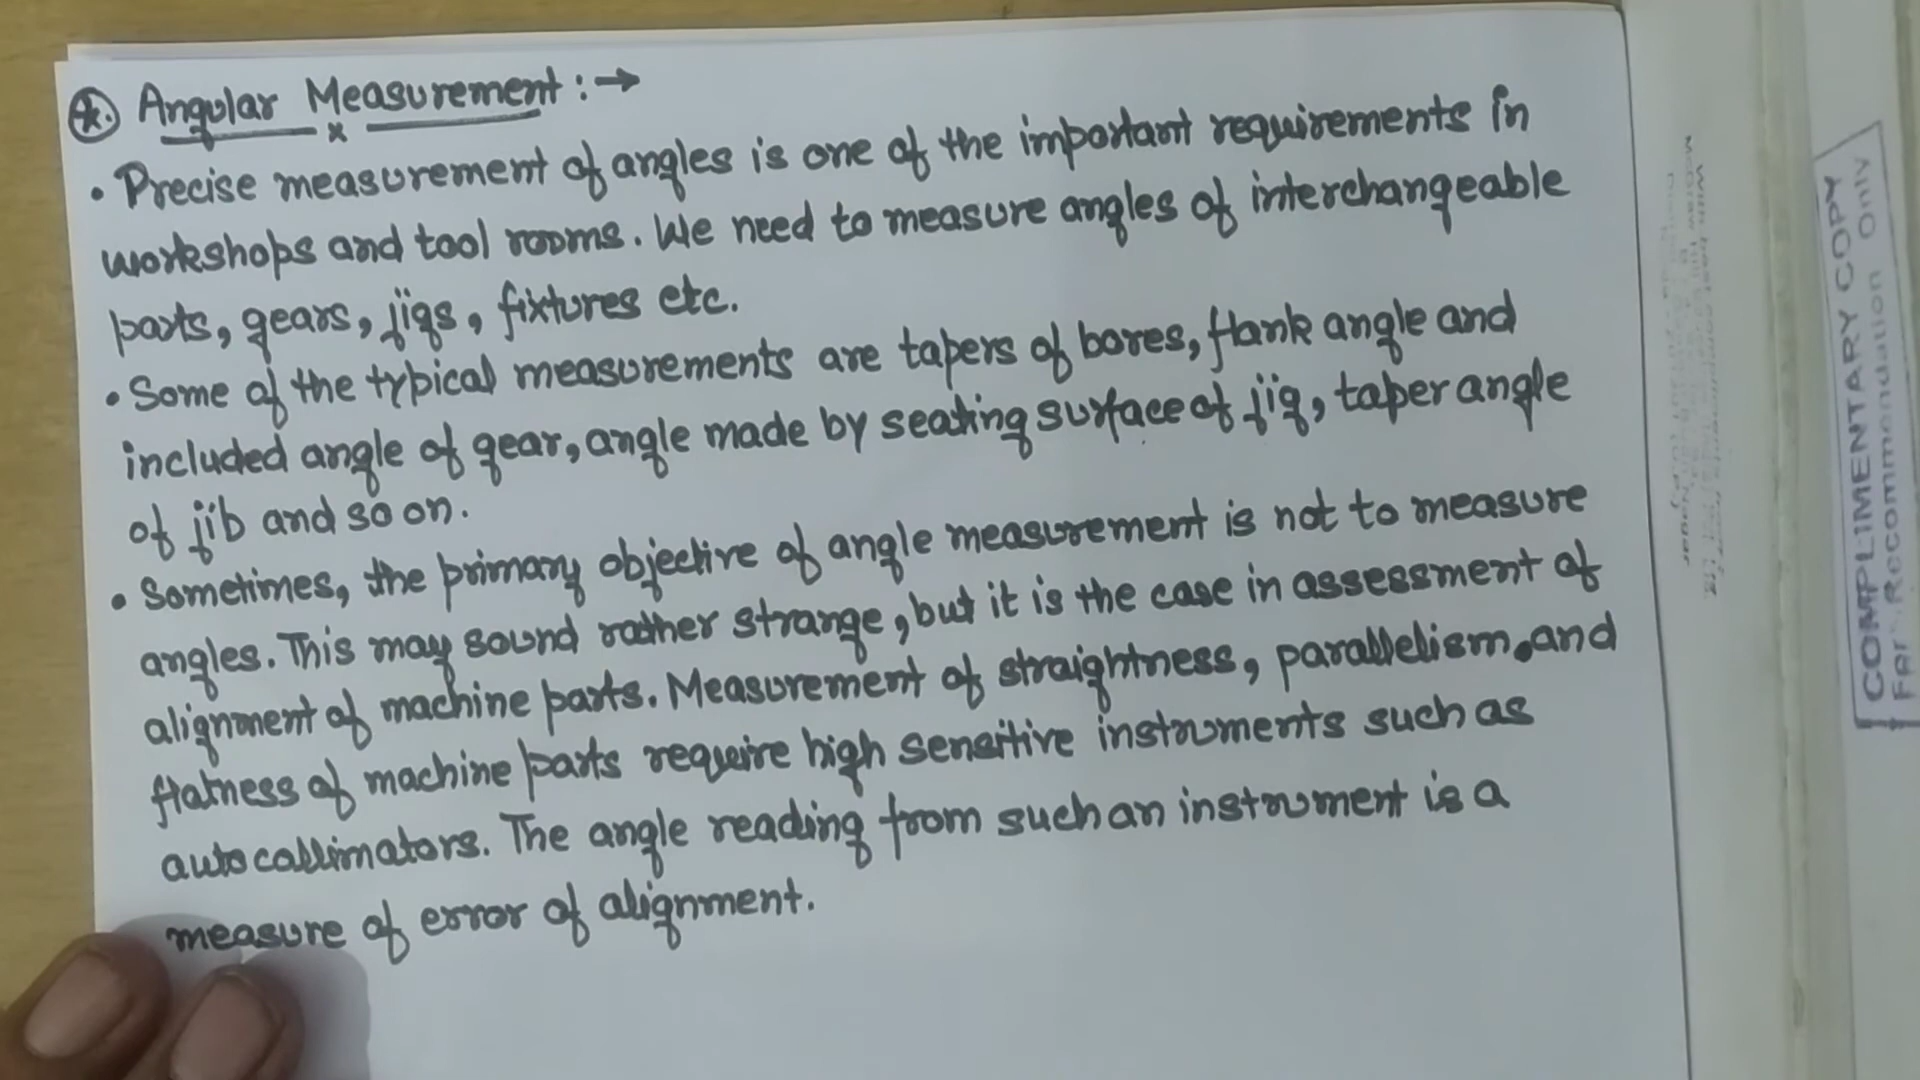 * Angular Measurement :→
• Precise measurement of angles is one of the important requirements in
workshops and tool rooms. We need to measure angles of interchangeable
parts, gears, jigs, fixtures etc.
• Some of the typical measurements are tapers of bores, flank angle and
included angle of gear, angle made by seating surface of jig, taper angle
of jib and so on.
• Sometimes, the primary objective of angle measurement is not to measure
angles. This may sound rather strange, but it is the case in assessment of
alignment of machine parts. Measurement of straightness, parallelism, and
flatness of machine parts require high sensitive instruments such as
autocallimators. The angle reading from such an instrument is a
measure of error of alignment.
COMPLIMENTARY COPY
For Recommendation Only